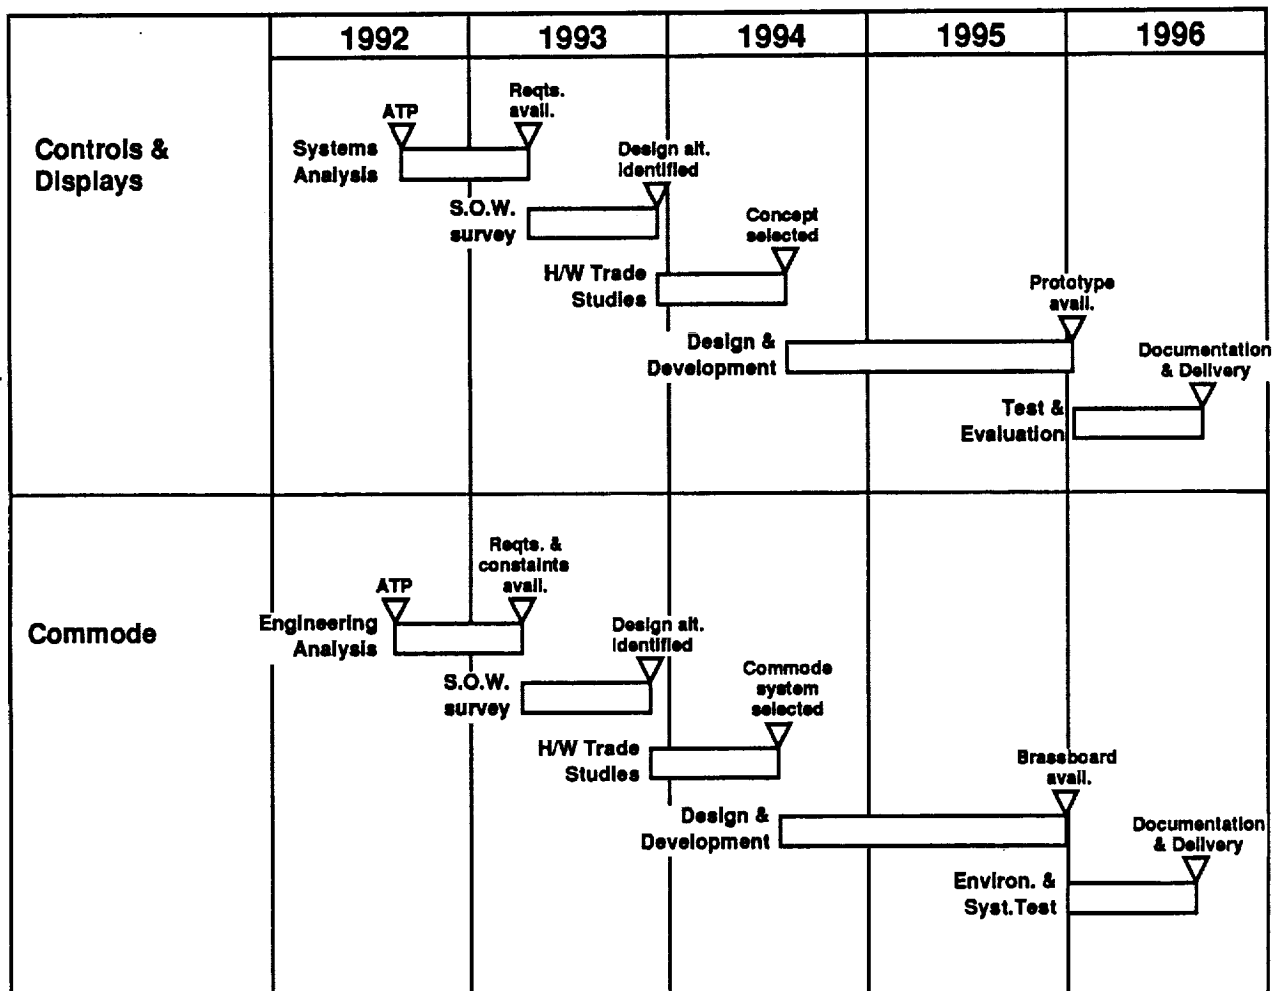 1992 1993 1994 1995 1996
Controls &
Displays
ATP
Reqts.
avail.
Systems
Analysis
Design alt.
identified
S.O.W.
survey
Concept
selected
H/W Trade
Studies
Prototype
avail.
Design &
Development
Documentation
& Delivery
Test &
Evaluation
Commode
ATP
Reqts. &
constaints
avail.
Engineering
Analysis
Design alt.
identified
S.O.W.
survey
Commode
system
selected
H/W Trade
Studies
Brassboard
avail.
Design &
Development
Documentation
& Delivery
Environ. &
Syst.Test